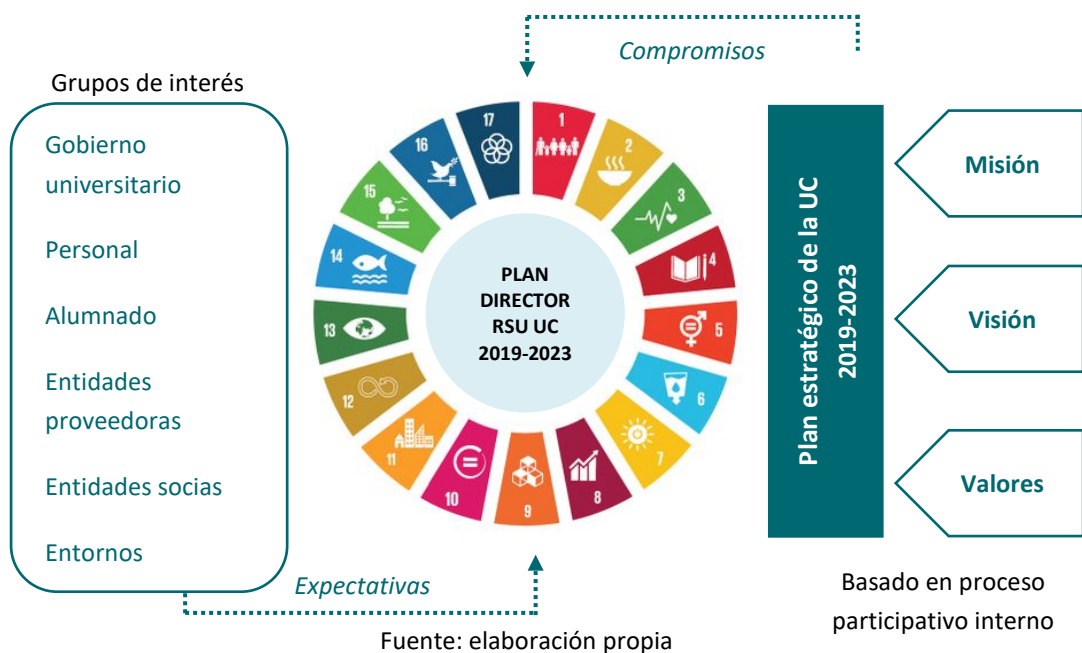 Compromisos
Grupos de interés
Gobierno
universitario
Personal
Alumnado
Entidades
proveedoras
Entidades socias
Entornos
Expectativas
1
2
3
4
5
6
7
8
9
10
11
12
13
14
15
16
17
PLAN
DIRECTOR
RSU UC
2019-2023
Plan estratégico de la UC
2019-2023
Misión
Visión
Valores
Basado en proceso
participativo interno
Fuente: elaboración propia